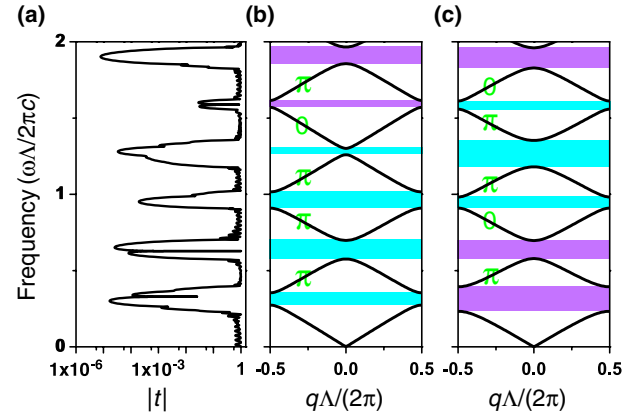 (a)
(b)
(c)
Frequency (ωΛ/2πc)
2
1
0
1x10⁻⁶
1x10⁻³
1
|t|
π
0
π
π
π
-0.5
0.0
0.5
qΛ/(2π)
0
π
π
0
π
-0.5
0.0
0.5
qΛ/(2π)